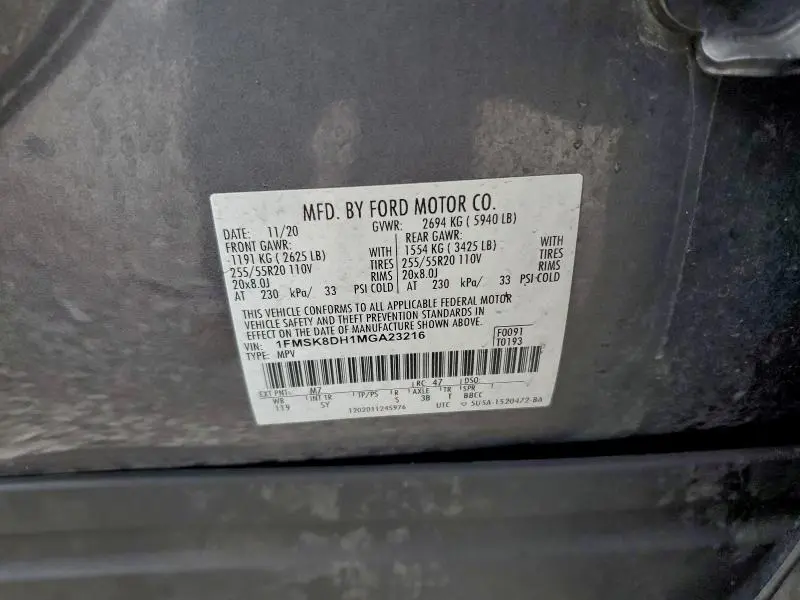 MFD. BY FORD MOTOR CO.
DATE: 11/20 GVWR: 2694 KG ( 5940 LB)
FRONT GAWR: REAR GAWR:
1191 KG ( 2625 LB) WITH 1554 KG ( 3425 LB) WITH
255/55R20 110V TIRES 255/55R20 110V TIRES
20x8.0J RIMS 20x8.0J RIMS
AT 230 kPa/ 33 PSI COLD AT 230 kPa/ 33 PSI COLD
THIS VEHICLE CONFORMS TO ALL APPLICABLE FEDERAL MOTOR
VEHICLE SAFETY AND THEFT PREVENTION STANDARDS IN
EFFECT ON THE DATE OF MANUFACTURE SHOWN ABOVE.
VIN: 1FMSK8DH1MGA23216 F0091
TYPE: MPV T0193
EXT PNT: M7 RC: 47 DSO:
WB INT TR TP/PS R AXLE TR SPR
119 5Y 5 3B T BBCC
1202011245976 UTC 5U5A-1520472-BA